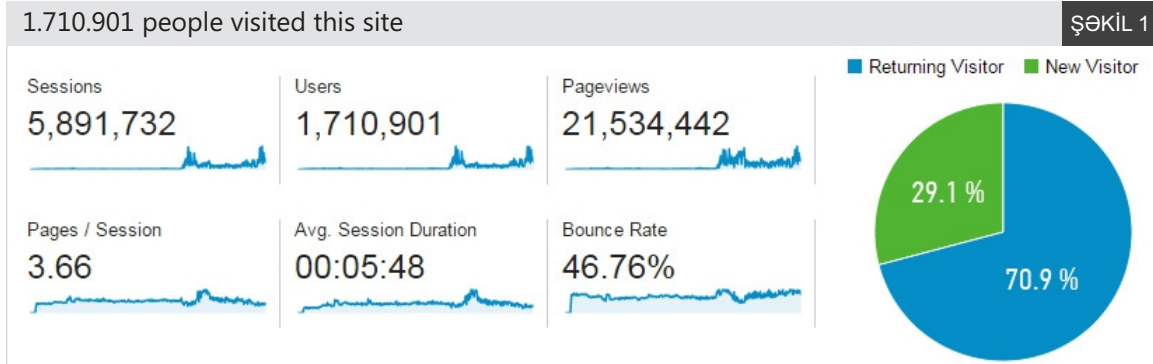 1.710.901 people visited this site
ŞƏKİL 1
Sessions
5,891,732
Users
1,710,901
Pageviews
21,534,442
Pages / Session
3.66
Avg. Session Duration
00:05:48
Bounce Rate
46.76%
Returning Visitor
New Visitor
29.1 %
70.9 %